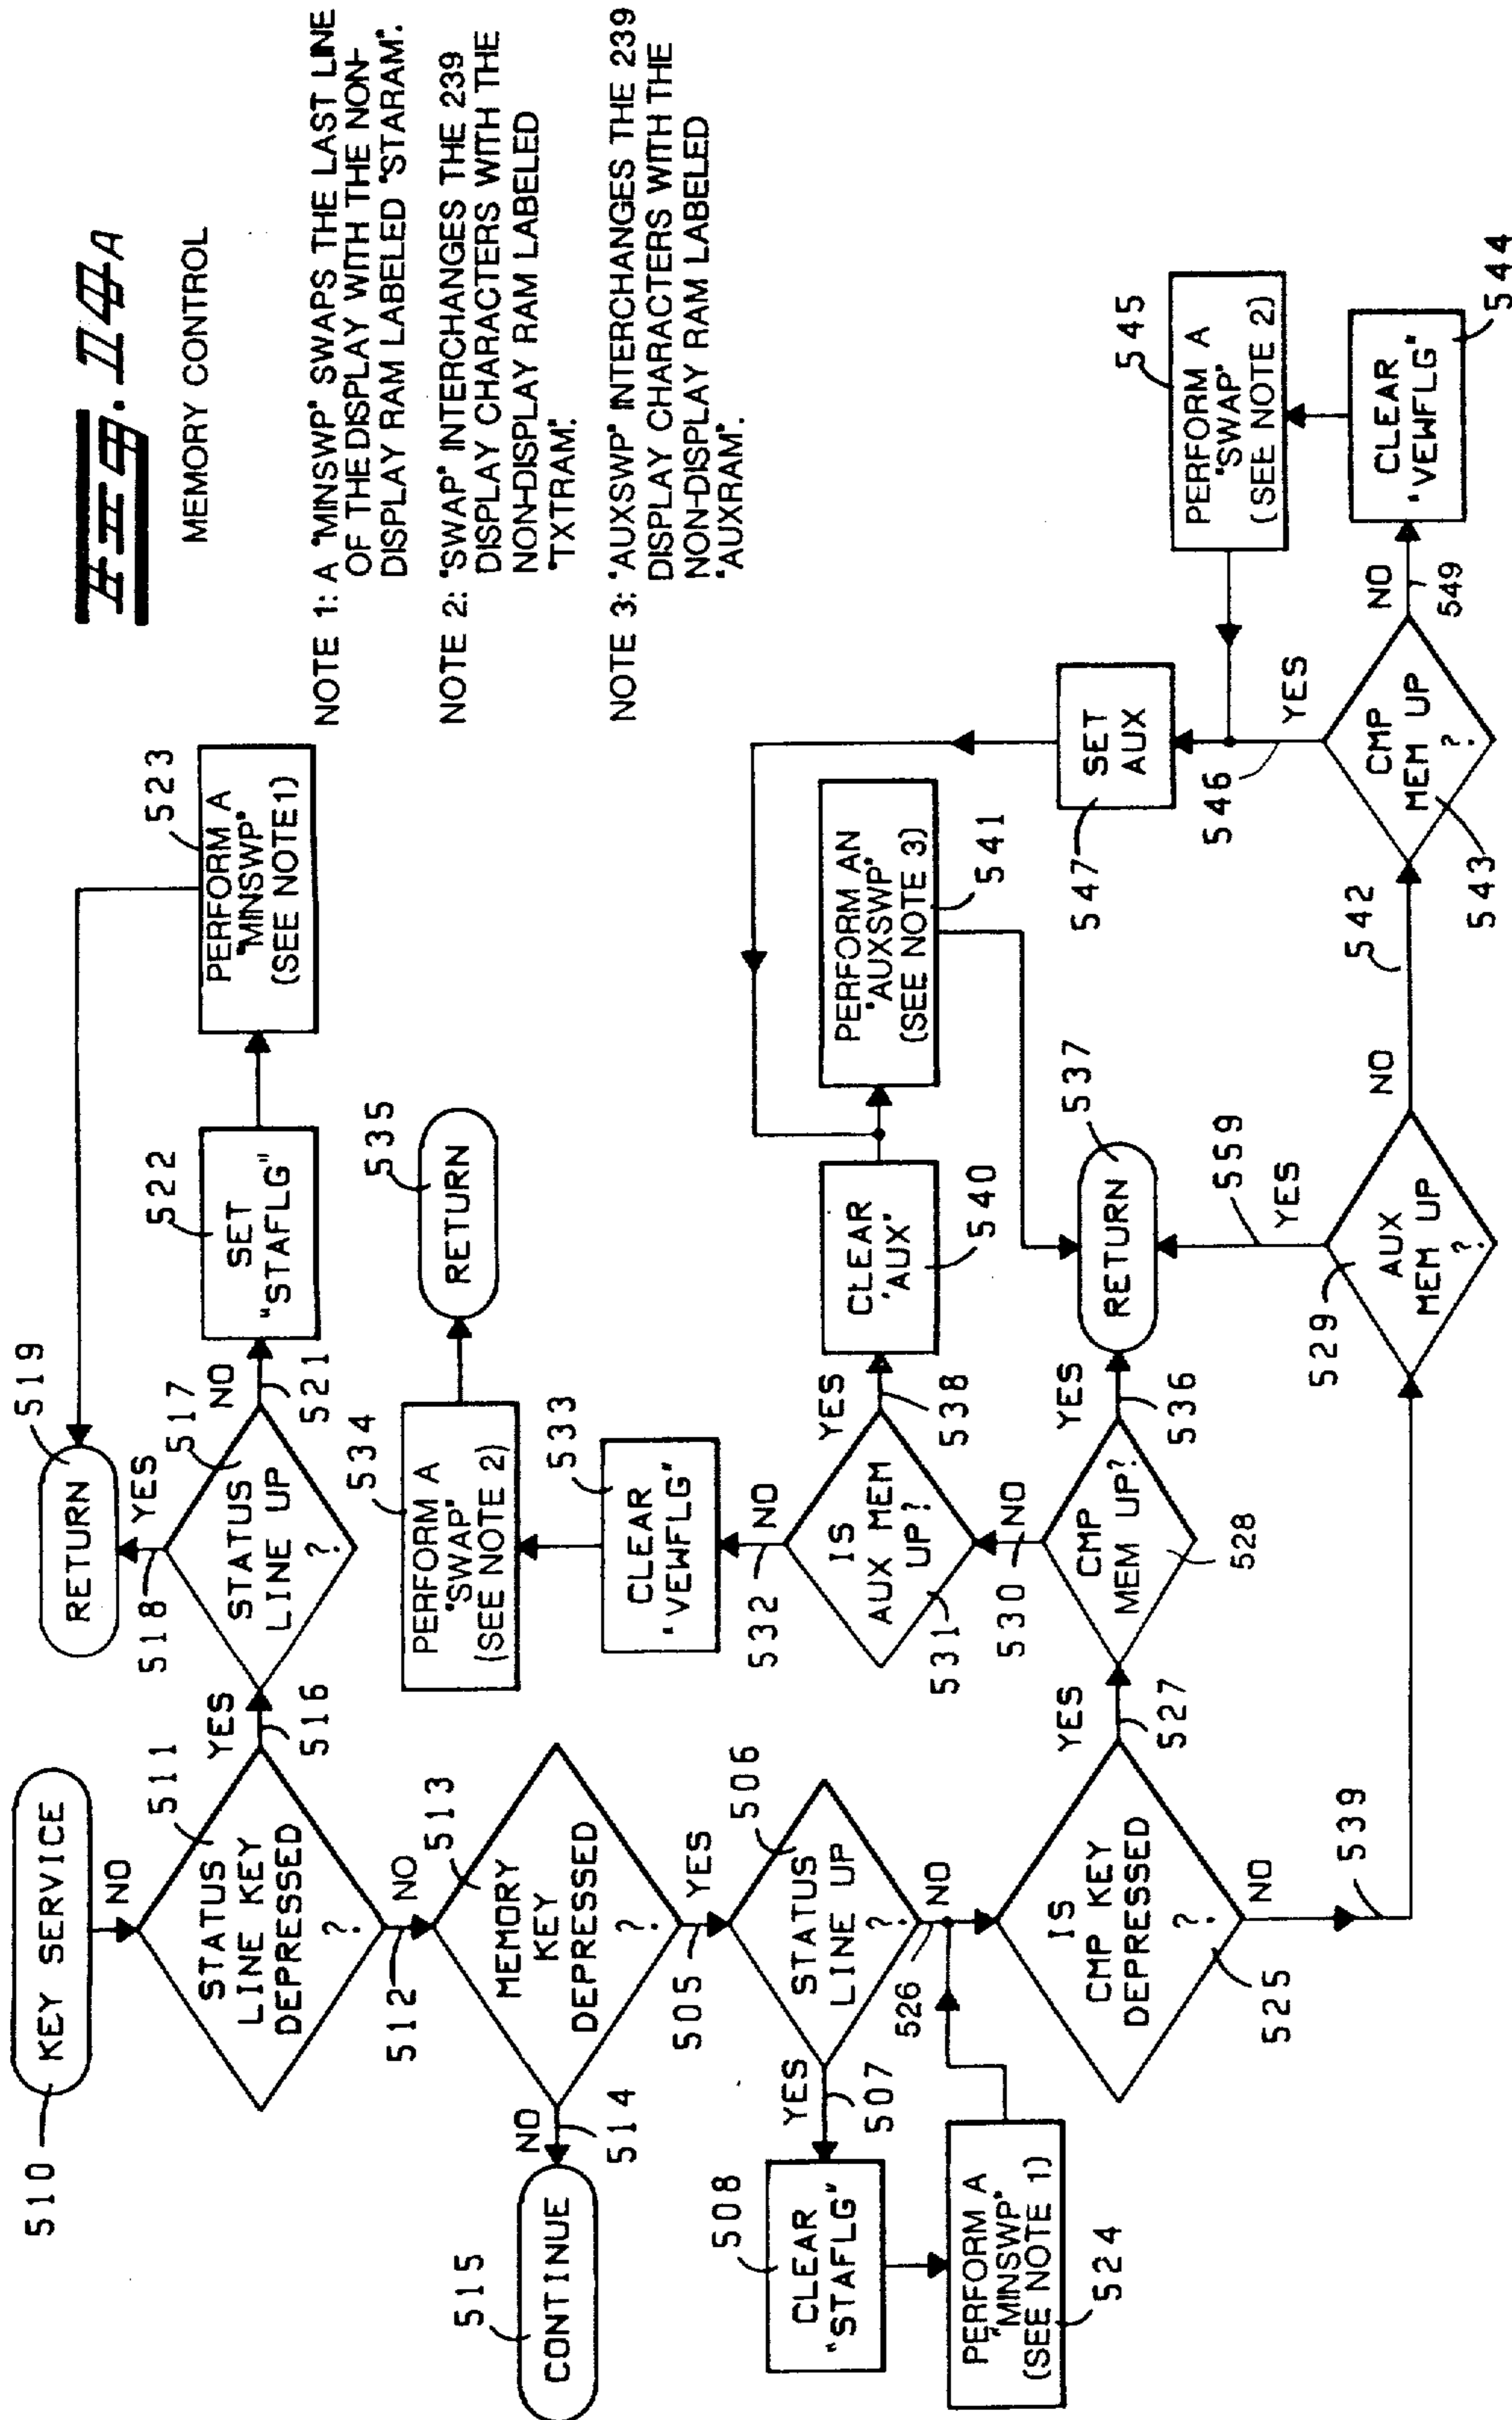 Fig. 114A
MEMORY CONTROL
NOTE 1: A "MINSWP" SWAPS THE LAST LINE
OF THE DISPLAY WITH THE NON-
DISPLAY RAM LABELED "STARAM".
NOTE 2: "SWAP" INTERCHANGES THE 239
DISPLAY CHARACTERS WITH THE
NON-DISPLAY RAM LABELED
"TXTRAM".
NOTE 3: "AUXSWP" INTERCHANGES THE 239
DISPLAY CHARACTERS WITH THE
NON-DISPLAY RAM LABELED
"AUXRAM".
510
KEY SERVICE
NO
511
STATUS
LINE KEY
DEPRESSED
?
YES
516
517
STATUS
LINE UP
?
518
YES
RETURN
519
NO
521
522
SET
"STAFLG"
523
PERFORM A
"MINSWP"
(SEE NOTE1)
512
NO
513
MEMORY
KEY
DEPRESSED
?
NO
514
515
CONTINUE
505
YES
506
STATUS
LINE UP
?
YES
507
508
CLEAR
"STAFLG"
PERFORM A
"MINSWP"
(SEE NOTE 1)
524
526
NO
IS
CMP KEY
DEPRESSED
?
525
YES
527
CMP
MEM UP?
528
YES
536
RETURN
537
530
NO
IS
AUX MEM
UP?
531
532
NO
CLEAR
"VEWFLG"
533
534
PERFORM A
"SWAP"
(SEE NOTE 2)
RETURN
535
YES
538
CLEAR
"AUX"
540
PERFORM AN
"AUXSWP"
(SEE NOTE 3)
541
NO
539
529
AUX
MEM UP
?
YES
559
NO
542
CMP
MEM UP
?
543
YES
546
547
SET
AUX
NO
549
CLEAR
"VEWFLG"
544
545
PERFORM A
"SWAP"
(SEE NOTE 2)